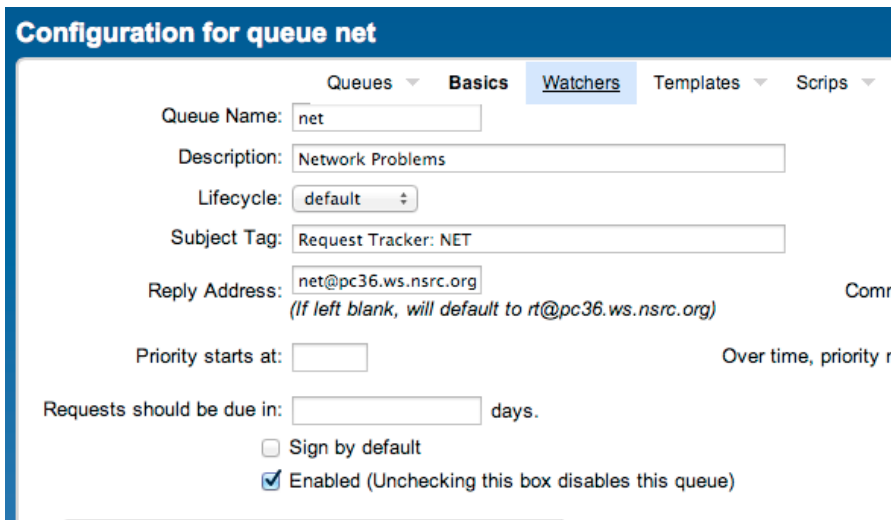 Configuration for queue net
Queues Basics Watchers Templates Scrips
Queue Name: net
Description: Network Problems
Lifecycle: default
Subject Tag: Request Tracker: NET
Reply Address: net@pc36.ws.nsrc.org
(If left blank, will default to rt@pc36.ws.nsrc.org)
Priority starts at: Over time, priority
Requests should be due in: days.
Sign by default
Enabled (Unchecking this box disables this queue)